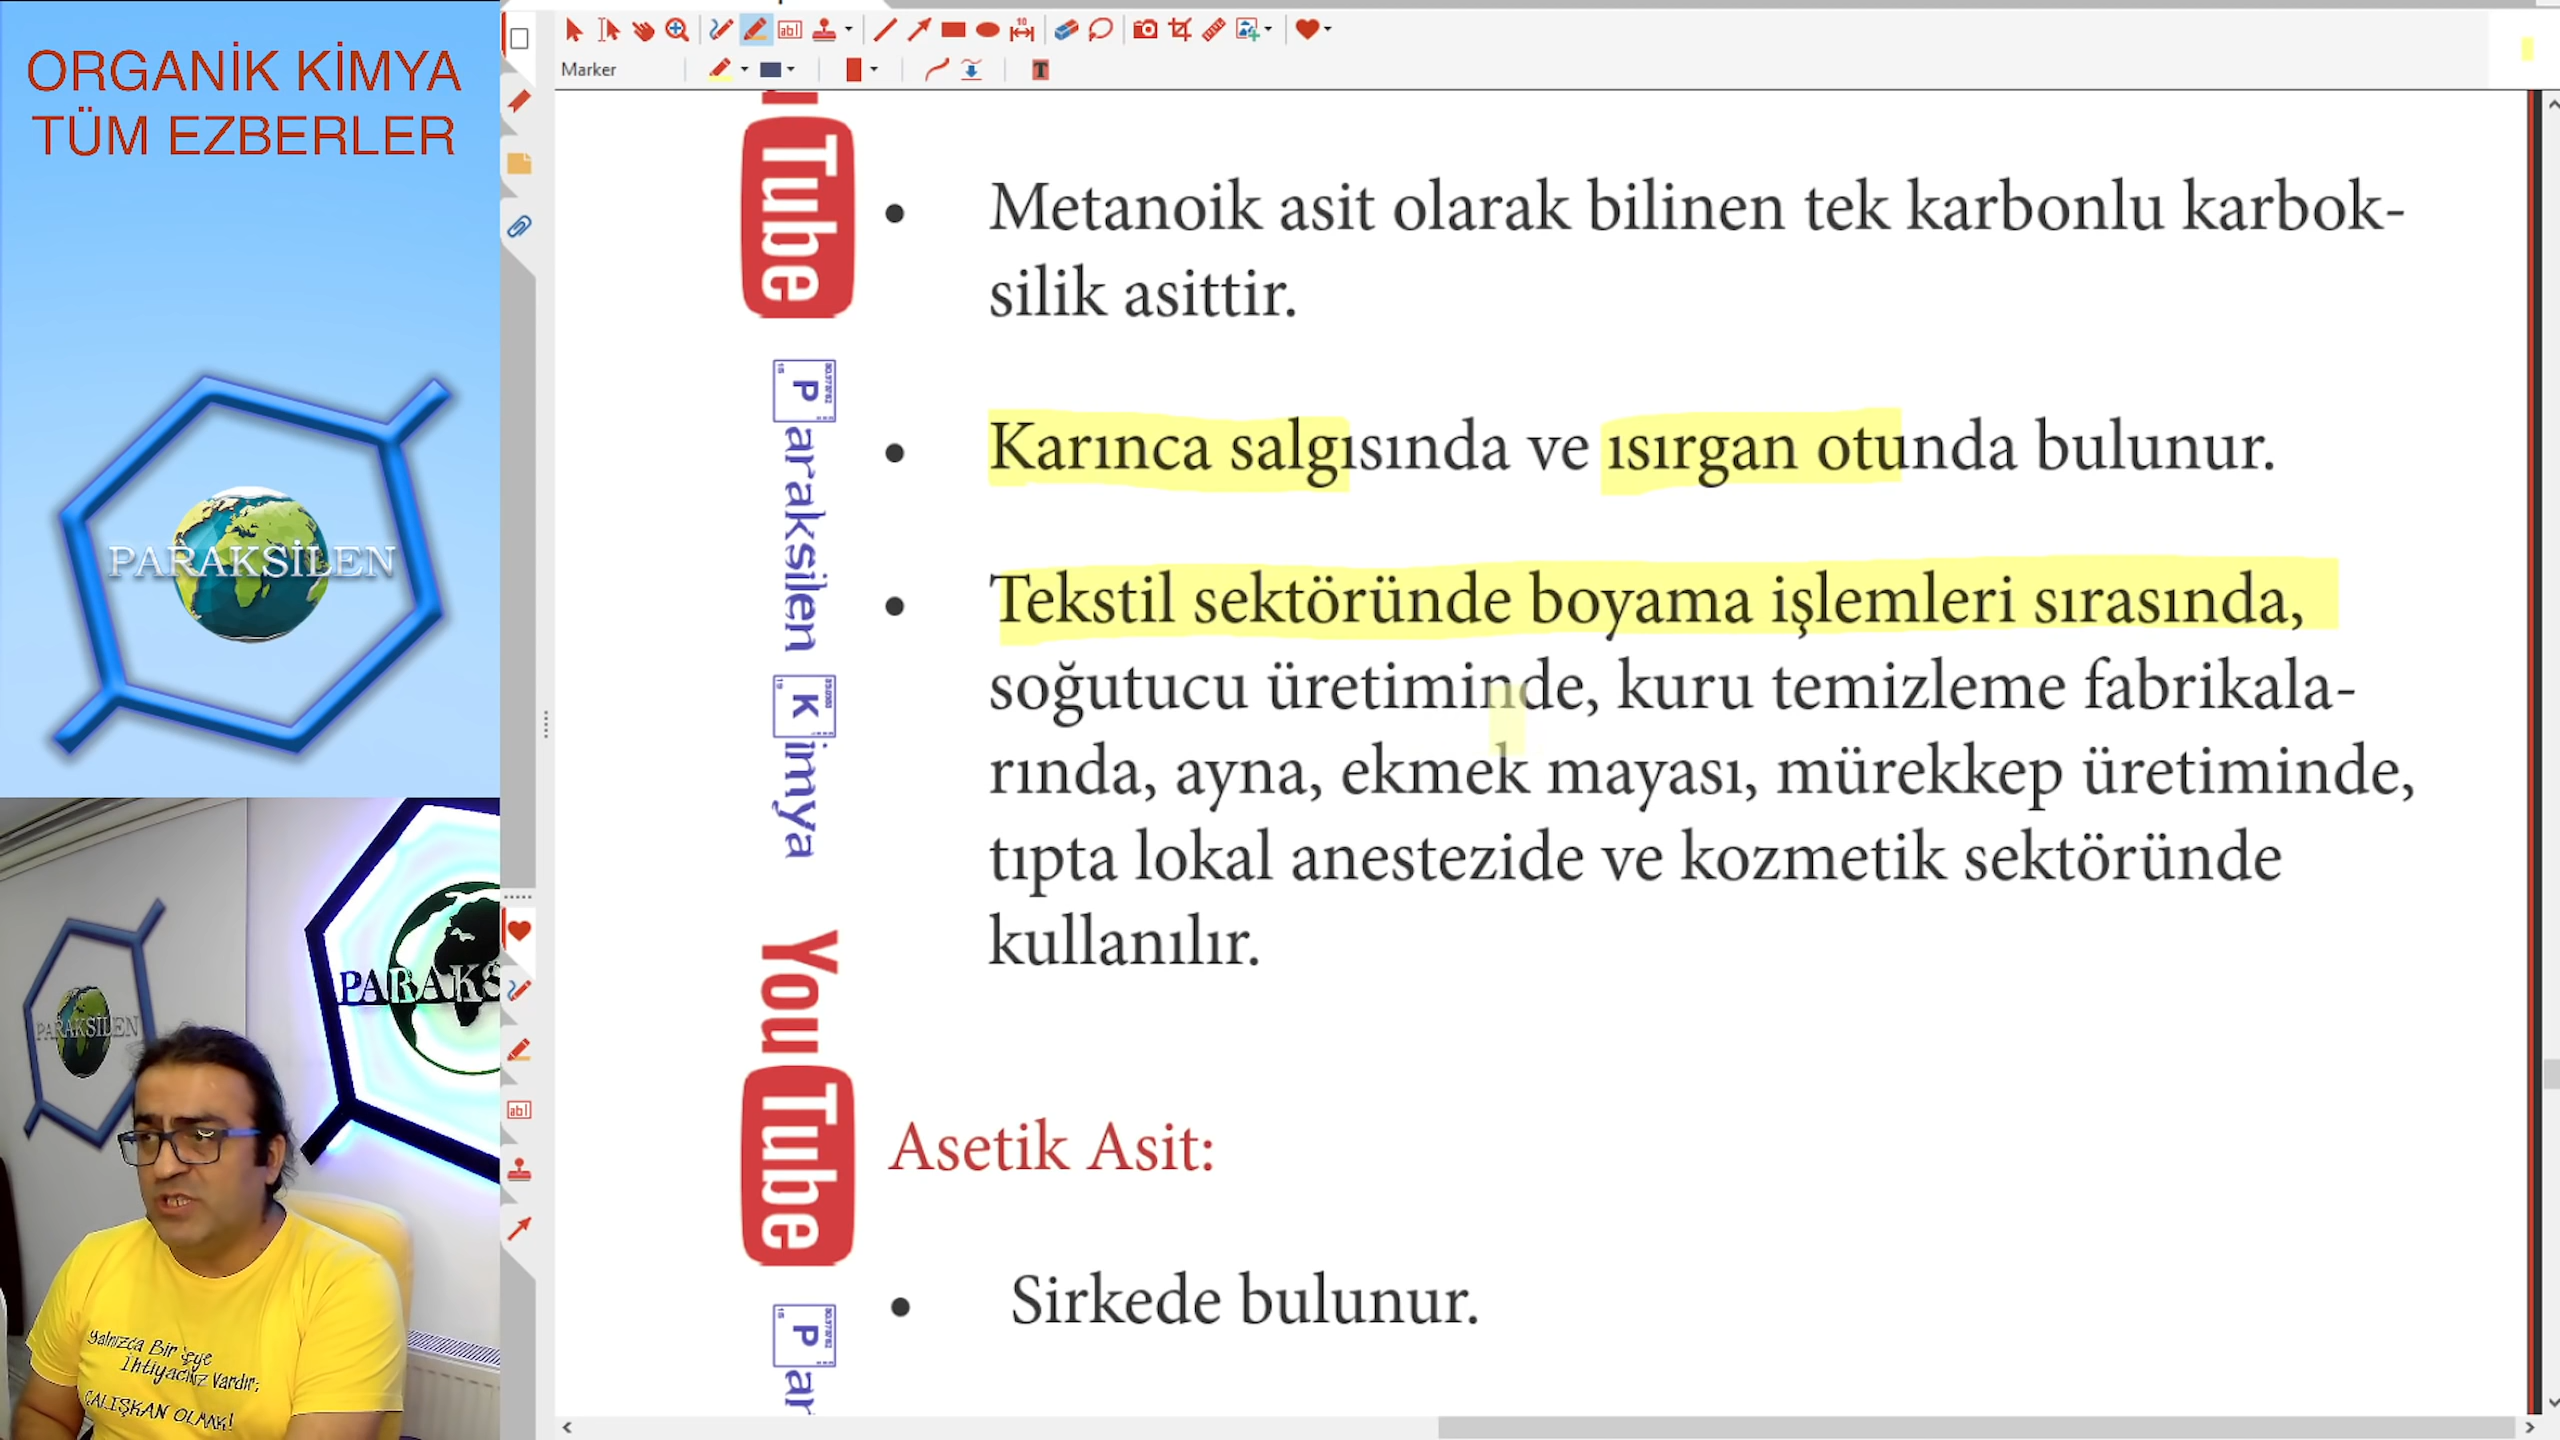 ORGANİK KİMYA
TÜM EZBERLER
PARAKSİLEN
PARAKSİLEN
PARAKS
Yalnızca Bir Şeye
İhtiyacınız Vardır;
ÇALIŞKAN OLMAK!
Marker
Tube
Paraksilen Kimya
YouTube
Par
• Metanoik asit olarak bilinen tek karbonlu karbok-
silik asittir.
• Karınca salgısında ve ısırgan otunda bulunur.
• Tekstil sektöründe boyama işlemleri sırasında,
soğutucu üretiminde, kuru temizleme fabrikala-
rında, ayna, ekmek mayası, mürekkep üretiminde,
tıpta lokal anestezide ve kozmetik sektöründe
kullanılır.
Asetik Asit:
• Sirkede bulunur.